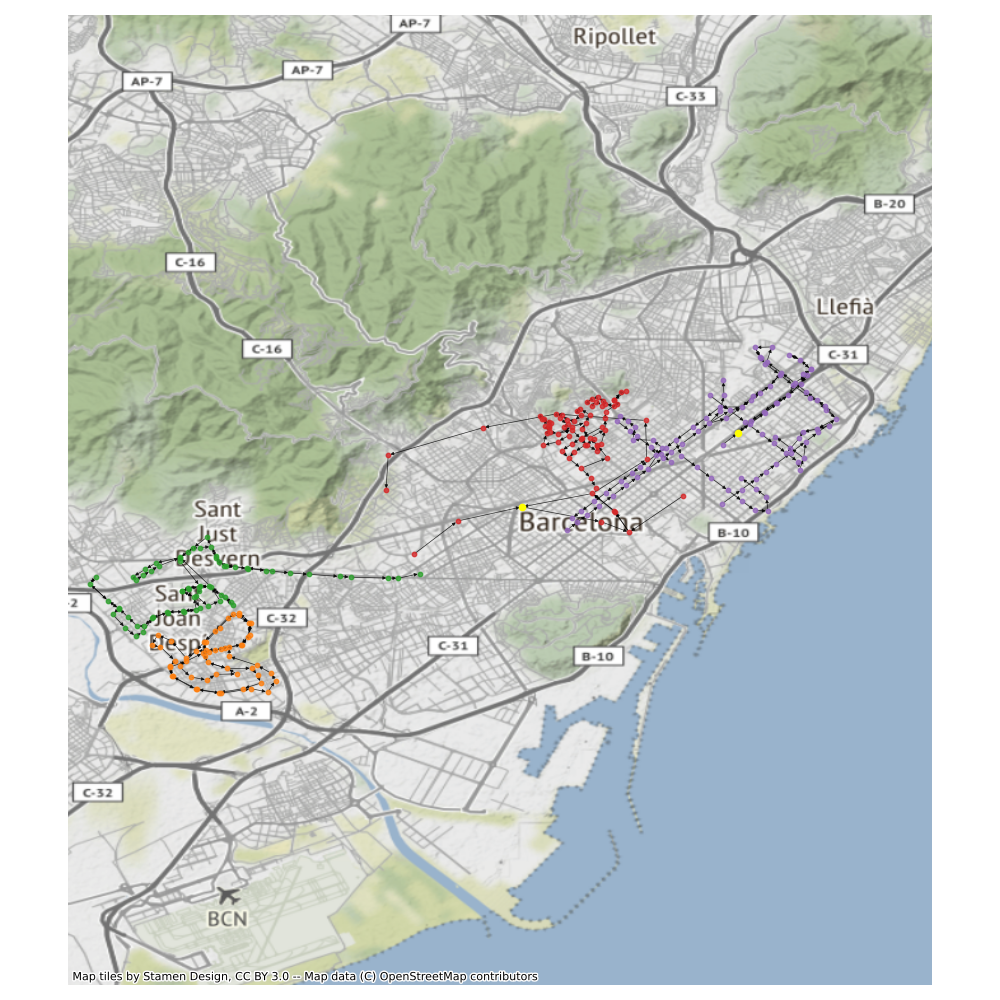 AP-7
Ripollet
AP-7
AP-7
C-33
B-20
C-16
Llefià
C-16
C-31
Sant
Just
Desvern
Barcelona
B-10
-2
San
Joan
Desp
C-32
C-31
B-10
A-2
C-32
BCN
Map tiles by Stamen Design, CC BY 3.0 -- Map data (C) OpenStreetMap contributors